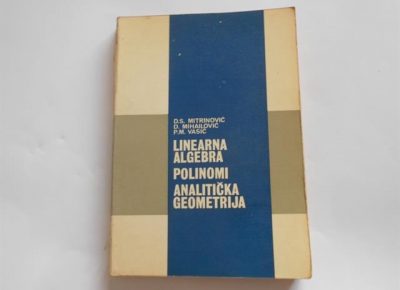 D.S. MITRINOVIĆ
D. MIHAILOVIĆ
P.M. VASIĆ
LINEARNA
ALGEBRA
POLINOMI
ANALITIČKA
GEOMETRIJA